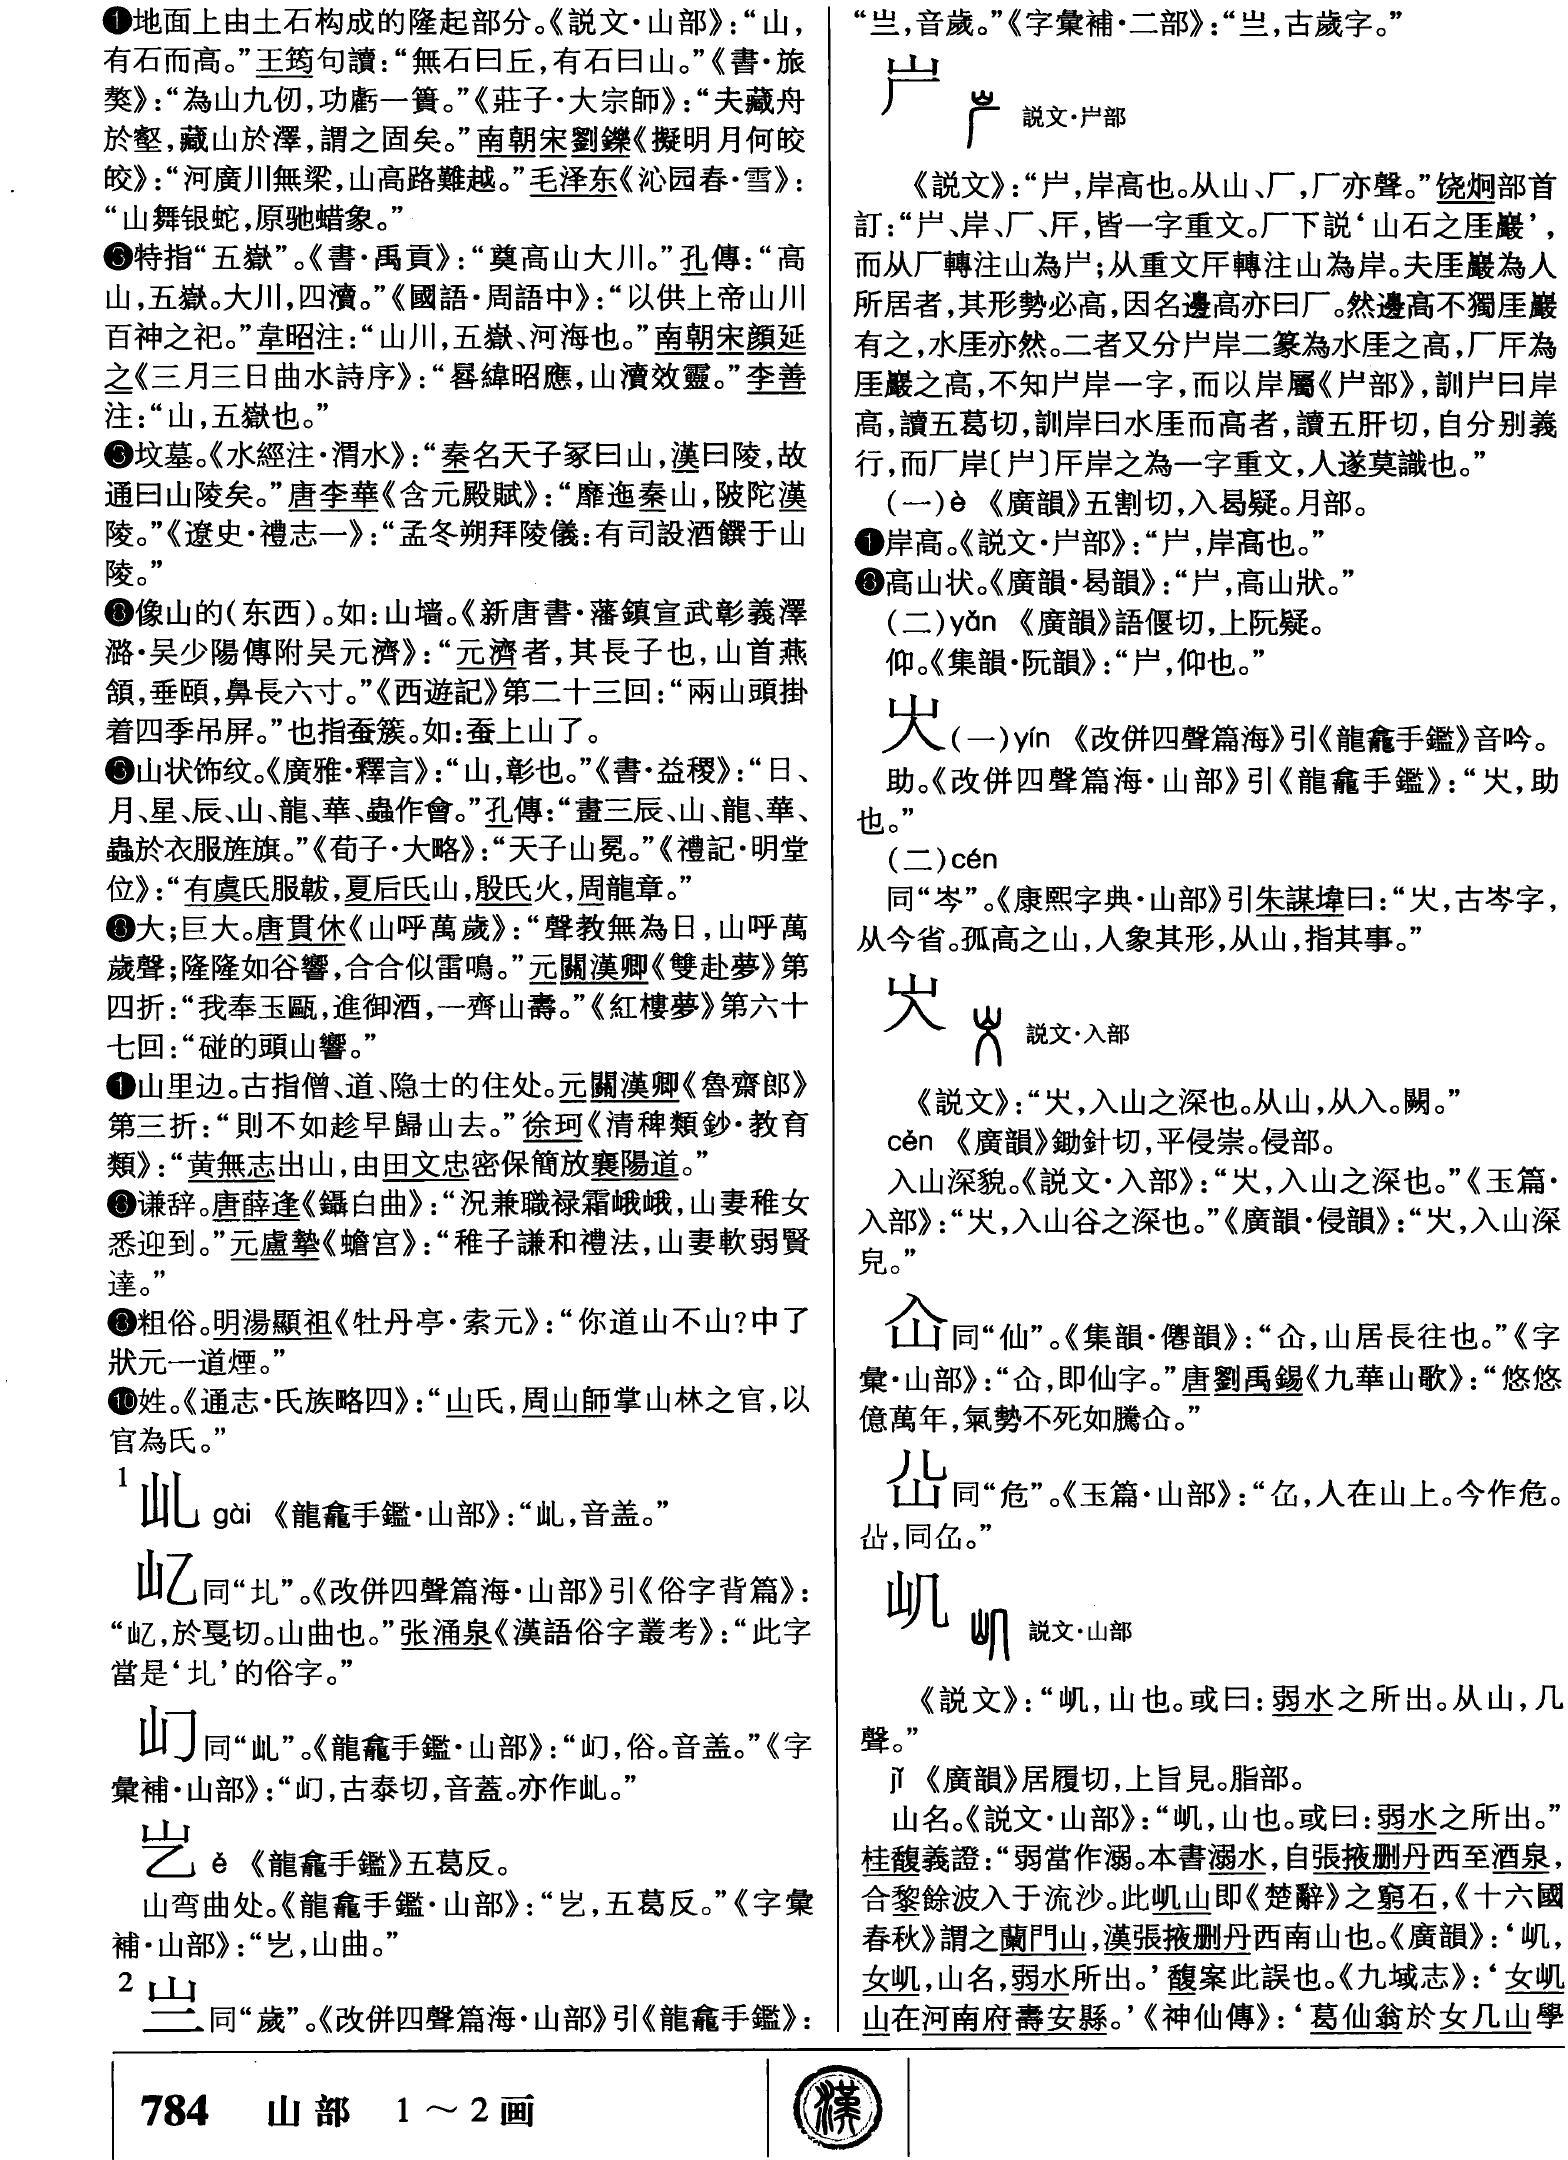 ❶地面上由土石构成的隆起部分。《説文·山部》：“山，
有石而高。”王筠句讀：“無石曰丘，有石曰山。”《書·旅
獒》：“為山九仞，功虧一簣。”《莊子·大宗師》：“夫藏舟
於壑，藏山於澤，謂之固矣。”南朝宋劉鑠《擬明月何皎
皎》：“河廣川無梁，山高路難越。”毛泽东《沁园春·雪》：
“山舞银蛇，原驰蜡象。”
特指“五嶽”。《書·禹貢》：“奠高山大川。”孔傳：“高
山，五嶽。大川，四瀆。”《國語·周語中》：“以供上帝山川
百神之祀。”韋昭注：“山川，五嶽、河海也。”南朝宋顔延
之《三月三日曲水詩序》：“晷緯昭應，山瀆效靈。”李善
注：“山，五嶽也。”
❸坟墓。《水經注·渭水》：“秦名天子冢曰山，漢曰陵，故
通曰山陵矣。”唐李華《含元殿賦》：“靡迤秦山，陂陀漢
陵。”《遼史·禮志一》：“孟冬朔拜陵儀：有司設酒饌于山
陵。”
像山的（东西）。如：山墙。《新唐書·藩鎮宣武彰義澤
潞·吴少陽傳附吴元濟》：“元濟者，其長子也，山首燕
頷，垂頤，鼻長六寸。”《西遊記》第二十三回：“兩山頭掛
着四季吊屏。”也指蚕簇。如：蚕上山了。
山状饰纹。《廣雅·釋言》：“山，彰也。”《書·益稷》：“日、
月、星、辰、山、龍、華、蟲作會。”孔傳：“畫三辰、山、龍、華、
蟲於衣服旌旗。”《荀子·大略》：“天子山冕。”《禮記·明堂
位》：“有虞氏服韍，夏后氏山，殷氏火，周龍章。”
大；巨大。唐貫休《山呼萬歲》：“聲教無為日，山呼萬
歲聲；隆隆如谷響，合合似雷鳴。”元關漢卿《雙赴夢》第
四折：“我奉玉甌，進御酒，一齊山壽。”《紅樓夢》第六十
七回：“碰的頭山響。”
山里边。古指僧、道、隐士的住处。元關漢卿《魯齋郎》
第三折：“則不如趁早歸山去。”徐珂《清稗類鈔·教育
類》：“黄無志出山，由田文忠密保簡放襄陽道。”
谦辞。唐薛逢《鑷白曲》：“況兼職禄霜峨峨，山妻稚女
悉迎到。”元盧摯《蟾宫》：“稚子謙和禮法，山妻軟弱賢
達。”
粗俗。明湯顯祖《牡丹亭·索元》：“你道山不山？中了
狀元一道煙。”
❿姓。《通志·氏族略四》：“山氏，周山師掌山林之官，以
官為氏。”
1 乢 gài 《龍龕手鑑·山部》：“乢，音盖。”
㞆同“圠”。《改併四聲篇海·山部》引《俗字背篇》：
“㞆，於戛切。山曲也。”张涌泉《漢語俗字叢考》：“此字
當是‘圠’的俗字。”
同“乢”。《龍龕手鑑·山部》：“，俗。音盖。”《字
彙補·山部》：“，古泰切，音蓋。亦作乢。”
ě 《龍龕手鑑》五葛反。
山弯曲处。《龍龕手鑑·山部》：“，五葛反。”《字彙
補·山部》：“，山曲。”
2 亗同“歲”。《改併四聲篇海·山部》引《龍龕手鑑》：
“亗，音歲。”《字彙補·二部》：“亗，古歲字。”
屵 説文·屵部
《説文》：“屵，岸高也。从山、厂，厂亦聲。”饶炯部首
訂：“屵、岸、厂、厈，皆一字重文。厂下説‘山石之厓巖’，
而从厂轉注山為屵；从重文厈轉注山為岸。夫厓巖為人
所居者，其形勢必高，因名邊高亦曰厂。然邊高不獨厓巖
有之，水厓亦然。二者又分屵岸二篆為水厓之高，厂厈為
厓巖之高，不知屵岸一字，而以岸屬《屵部》，訓屵曰岸
高，讀五葛切，訓岸曰水厓而高者，讀五肝切，自分别義
行，而厂岸〔屵〕厈岸之為一字重文，人遂莫識也。”
（一）è 《廣韻》五割切，入曷疑。月部。
❶岸高。《説文·屵部》：“屵，岸高也。”
高山状。《廣韻·曷韻》：“屵，高山狀。”
（二）yǎn 《廣韻》語偃切，上阮疑。
仰。《集韻·阮韻》：“屵，仰也。”
㞤（一）yín 《改併四聲篇海》引《龍龕手鑑》音吟。
助。《改併四聲篇海·山部》引《龍龕手鑑》：“㞤，助
也。”
（二）cén
同“岑”。《康熙字典·山部》引朱謀㙔曰：“㞤，古岑字，
从今省。孤高之山，人象其形，从山，指其事。”
㞥 説文·入部
《説文》：“㞥，入山之深也。从山，从入。闕。”
cěn 《廣韻》鋤針切，平侵崇。侵部。
入山深貌。《説文·入部》：“㞥，入山之深也。”《玉篇·
入部》：“㞥，入山谷之深也。”《廣韻·侵韻》：“㞥，入山深
皃。”
仚同“仙”。《集韻·僊韻》：“仚，山居長往也。”《字
彙·山部》：“仚，即仙字。”唐劉禹錫《九華山歌》：“悠悠
億萬年，氣勢不死如騰仚。”
同“危”。《玉篇·山部》：“㞾，人在山上。今作危。
，同。”
屼 説文·山部
《説文》：“屼，山也。或曰：弱水之所出。从山，几
聲。”
jǐ 《廣韻》居履切，上旨見。脂部。
山名。《説文·山部》：“屼，山也。或曰：弱水之所出。”
桂馥義證：“弱當作溺。本書溺水，自張掖删丹西至酒泉，
合黎餘波入于流沙。此屼山即《楚辭》之窮石，《十六國
春秋》謂之蘭門山，漢張掖删丹西南山也。《廣韻》：‘屼，
女屼，山名，弱水所出。’馥案此誤也。《九域志》：‘女屼
山在河南府壽安縣。’《神仙傳》：‘葛仙翁於女几山學
784 山部 1～2画
漢